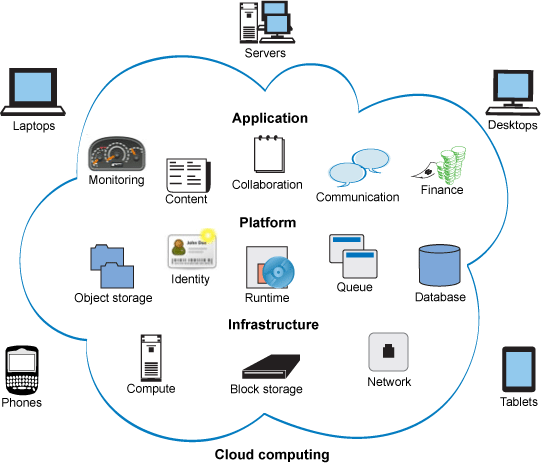 Servers
Laptops
Desktops
Application
Monitoring
Content
Collaboration
Communication
Finance
Platform
Object storage
John Doe
Identity
Runtime
Queue
Database
Infrastructure
Compute
Block storage
Network
Phones
Tablets
Cloud computing